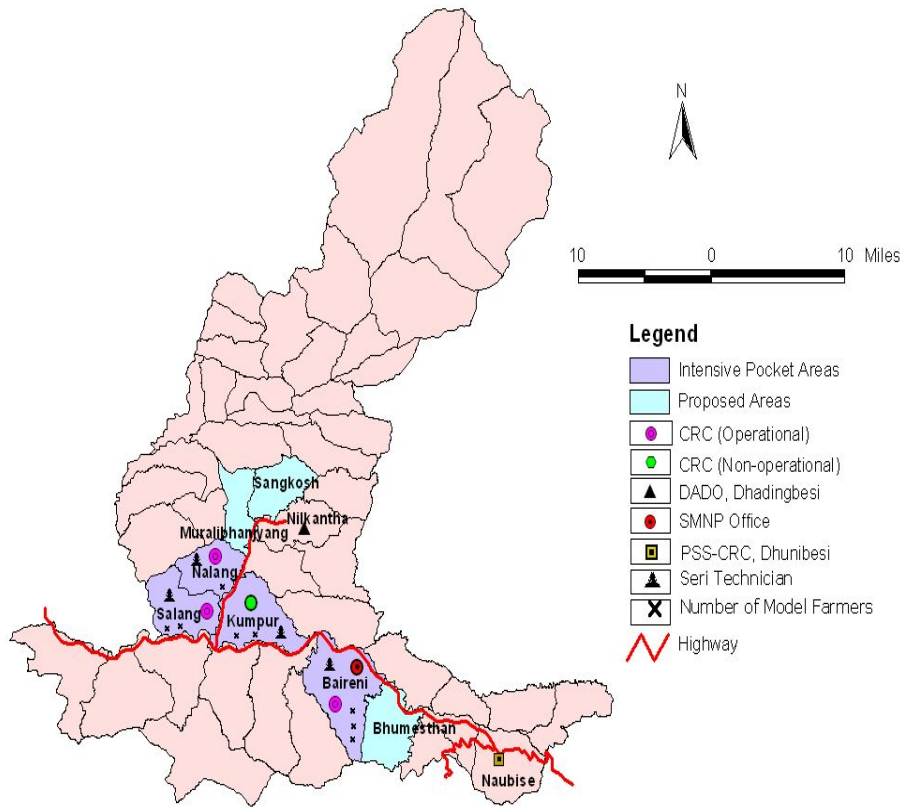 N
10 0 10 Miles
Legend
Intensive Pocket Areas
Proposed Areas
CRC (Operational)
CRC (Non-operational)
DADO, Dhadingbesi
SMNP Office
PSS-CRC, Dhunibesi
Seri Technician
Number of Model Farmers
Highway
Sangkosh
Nilkantha
Muralibhanjyang
Nalang
Salang
Kumpur
Baireni
Bhumesthan
Naubise